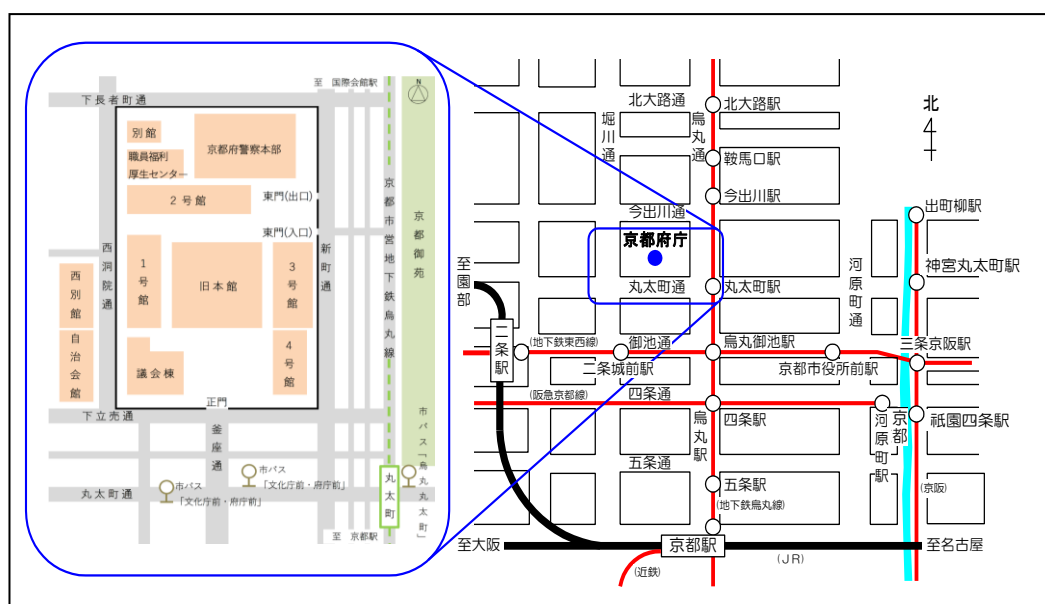 至 国際会館駅
N
下長者町通
別館
京都府警察本部
職員福利
厚生センター
2号館
東門(出口)
東門(入口)
西洞院通
新町通
京都市営地下鉄烏丸線
京都御苑
西別館
1号館
旧本館
3号館
自治会館
議会棟
4号館
正門
下立売通
釜座通
市バス「烏丸丸太町」
市バス
「文化庁前・府庁前」
市バス
「文化庁前・府庁前」
丸太町通
丸太町
至 京都駅
北大路通
北大路駅
堀川通
烏丸通
北
鞍馬口駅
今出川駅
今出川通
出町柳駅
京都府庁
神宮丸太町駅
至園部
河原町通
丸太町通
丸太町駅
二条駅
(地下鉄東西線)
御池通
烏丸御池駅
三条京阪駅
二条城前駅
京都市役所前駅
(阪急京都線)
四条通
四条駅
烏丸駅
京都
河原町駅
祇園四条駅
五条通
五条駅
(地下鉄烏丸線)
(京阪)
至大阪
京都駅
至名古屋
(JR)
(近鉄)